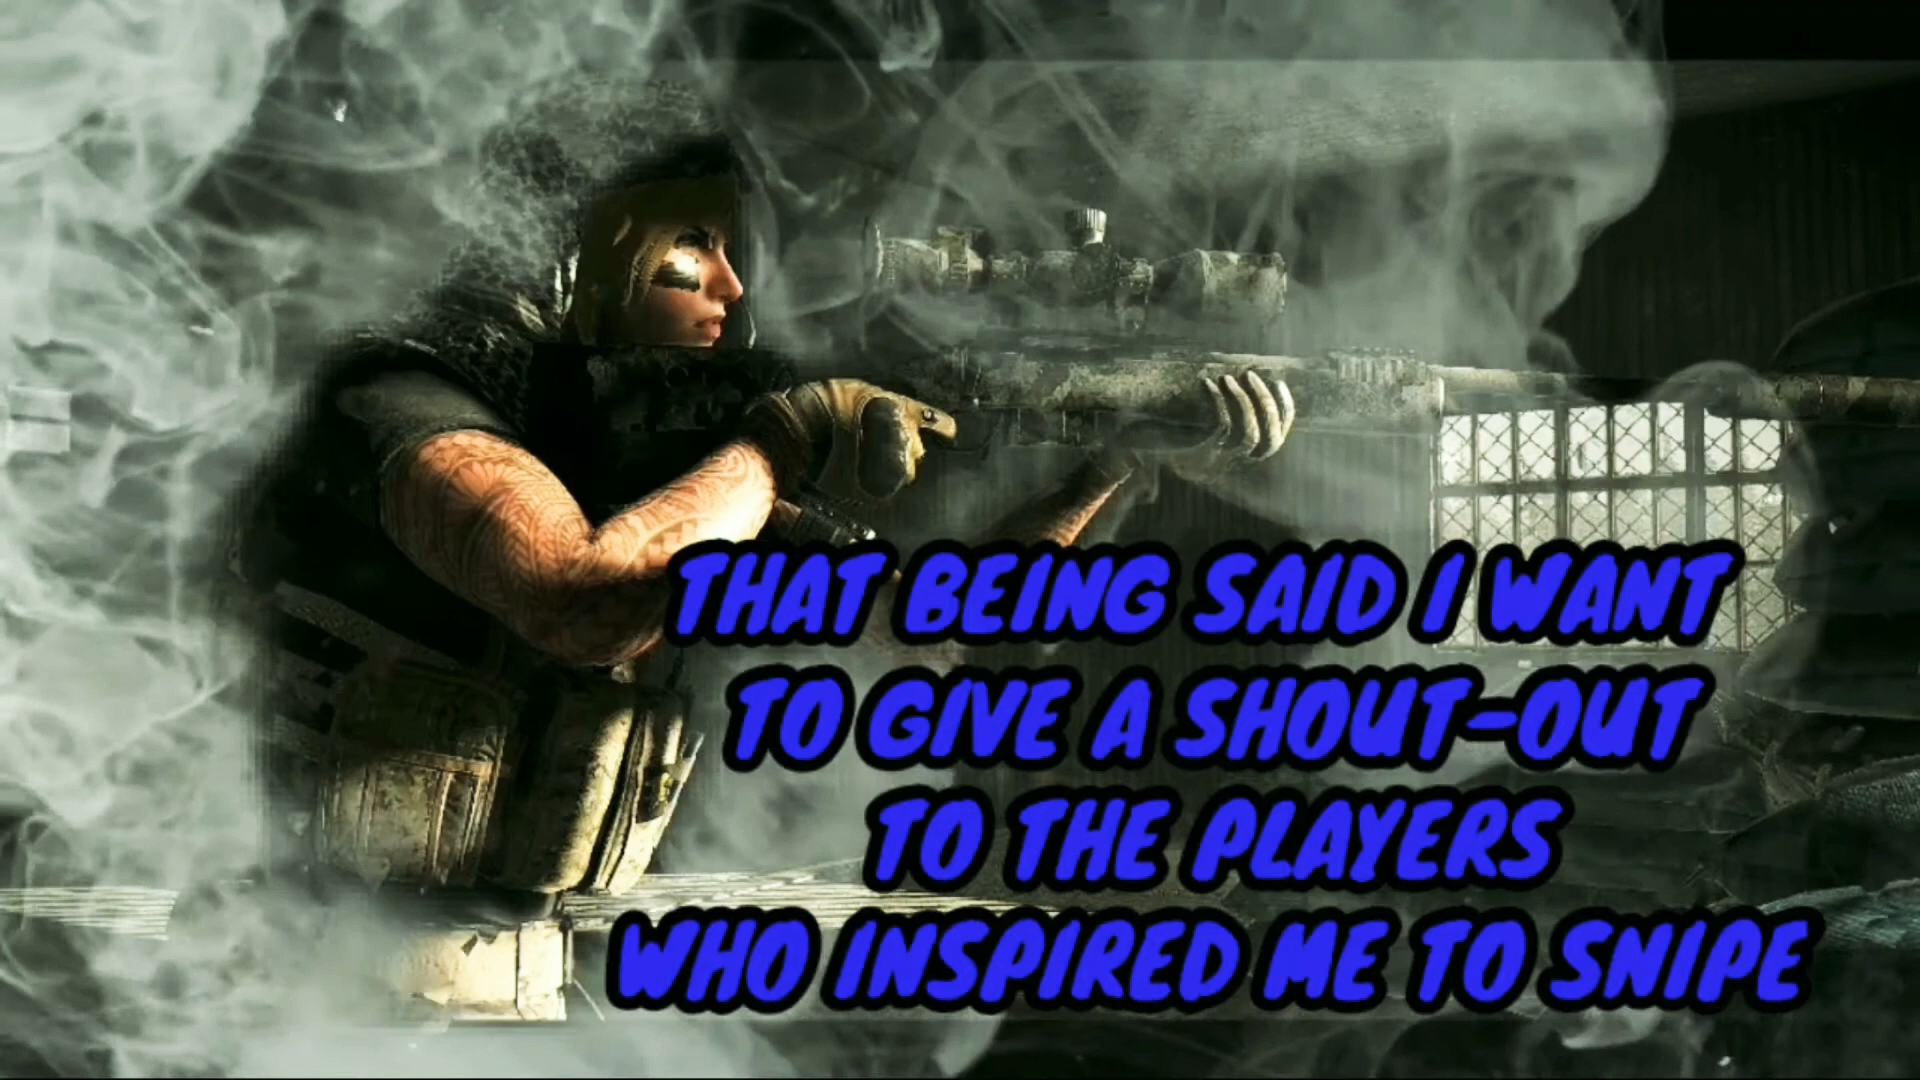 THAT BEING SAID I WANT
TO GIVE A SHOUT-OUT
TO THE PLAYERS
WHO INSPIRED ME TO SNIPE